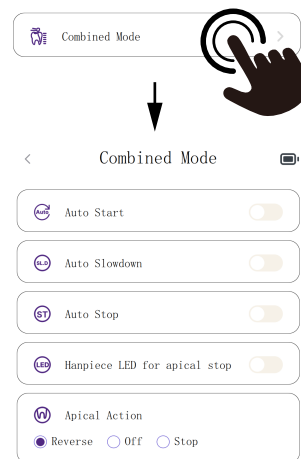 Combined Mode
Combined Mode
Auto Auto Start
SL.D Auto Slowdown
ST Auto Stop
LED Hanpiece LED for apical stop
Apical Action
Reverse Off Stop